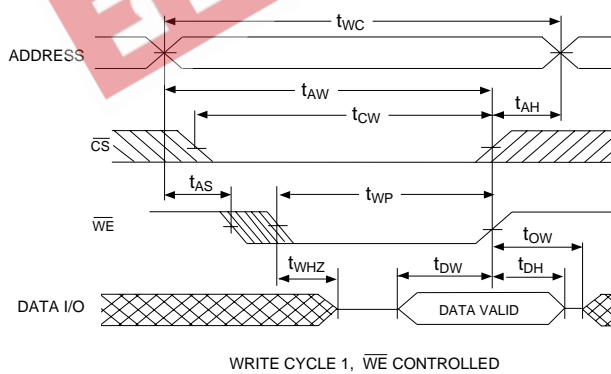 tWC
ADDRESS
tAW
tAH
tCW
CS
tAS
tWP
WE
tOW
tWHZ
tDW
tDH
DATA I/O
DATA VALID
WRITE CYCLE 1, WE CONTROLLED